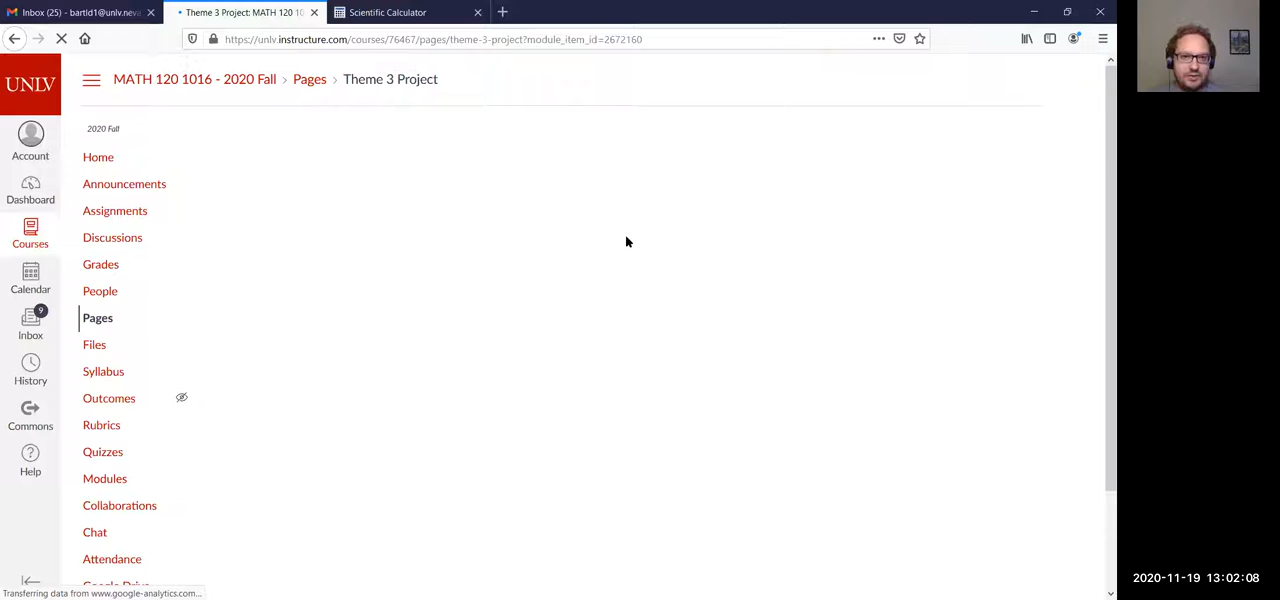 Inbox (25) - bartld1@unlv.neva
Theme 3 Project: MATH 120 10
Scientific Calculator
https://unlv.instructure.com/courses/76467/pages/theme-3-project?module_item_id=2672160
UNLV
MATH 120 1016 - 2020 Fall > Pages > Theme 3 Project
2020 Fall
Account
Dashboard
Courses
Calendar
9
Inbox
History
Commons
Help
Home
Announcements
Assignments
Discussions
Grades
People
Pages
Files
Syllabus
Outcomes
Rubrics
Quizzes
Modules
Collaborations
Chat
Attendance
Google Drive
Transferring data from www.google-analytics.com...
2020-11-19 13:02:08